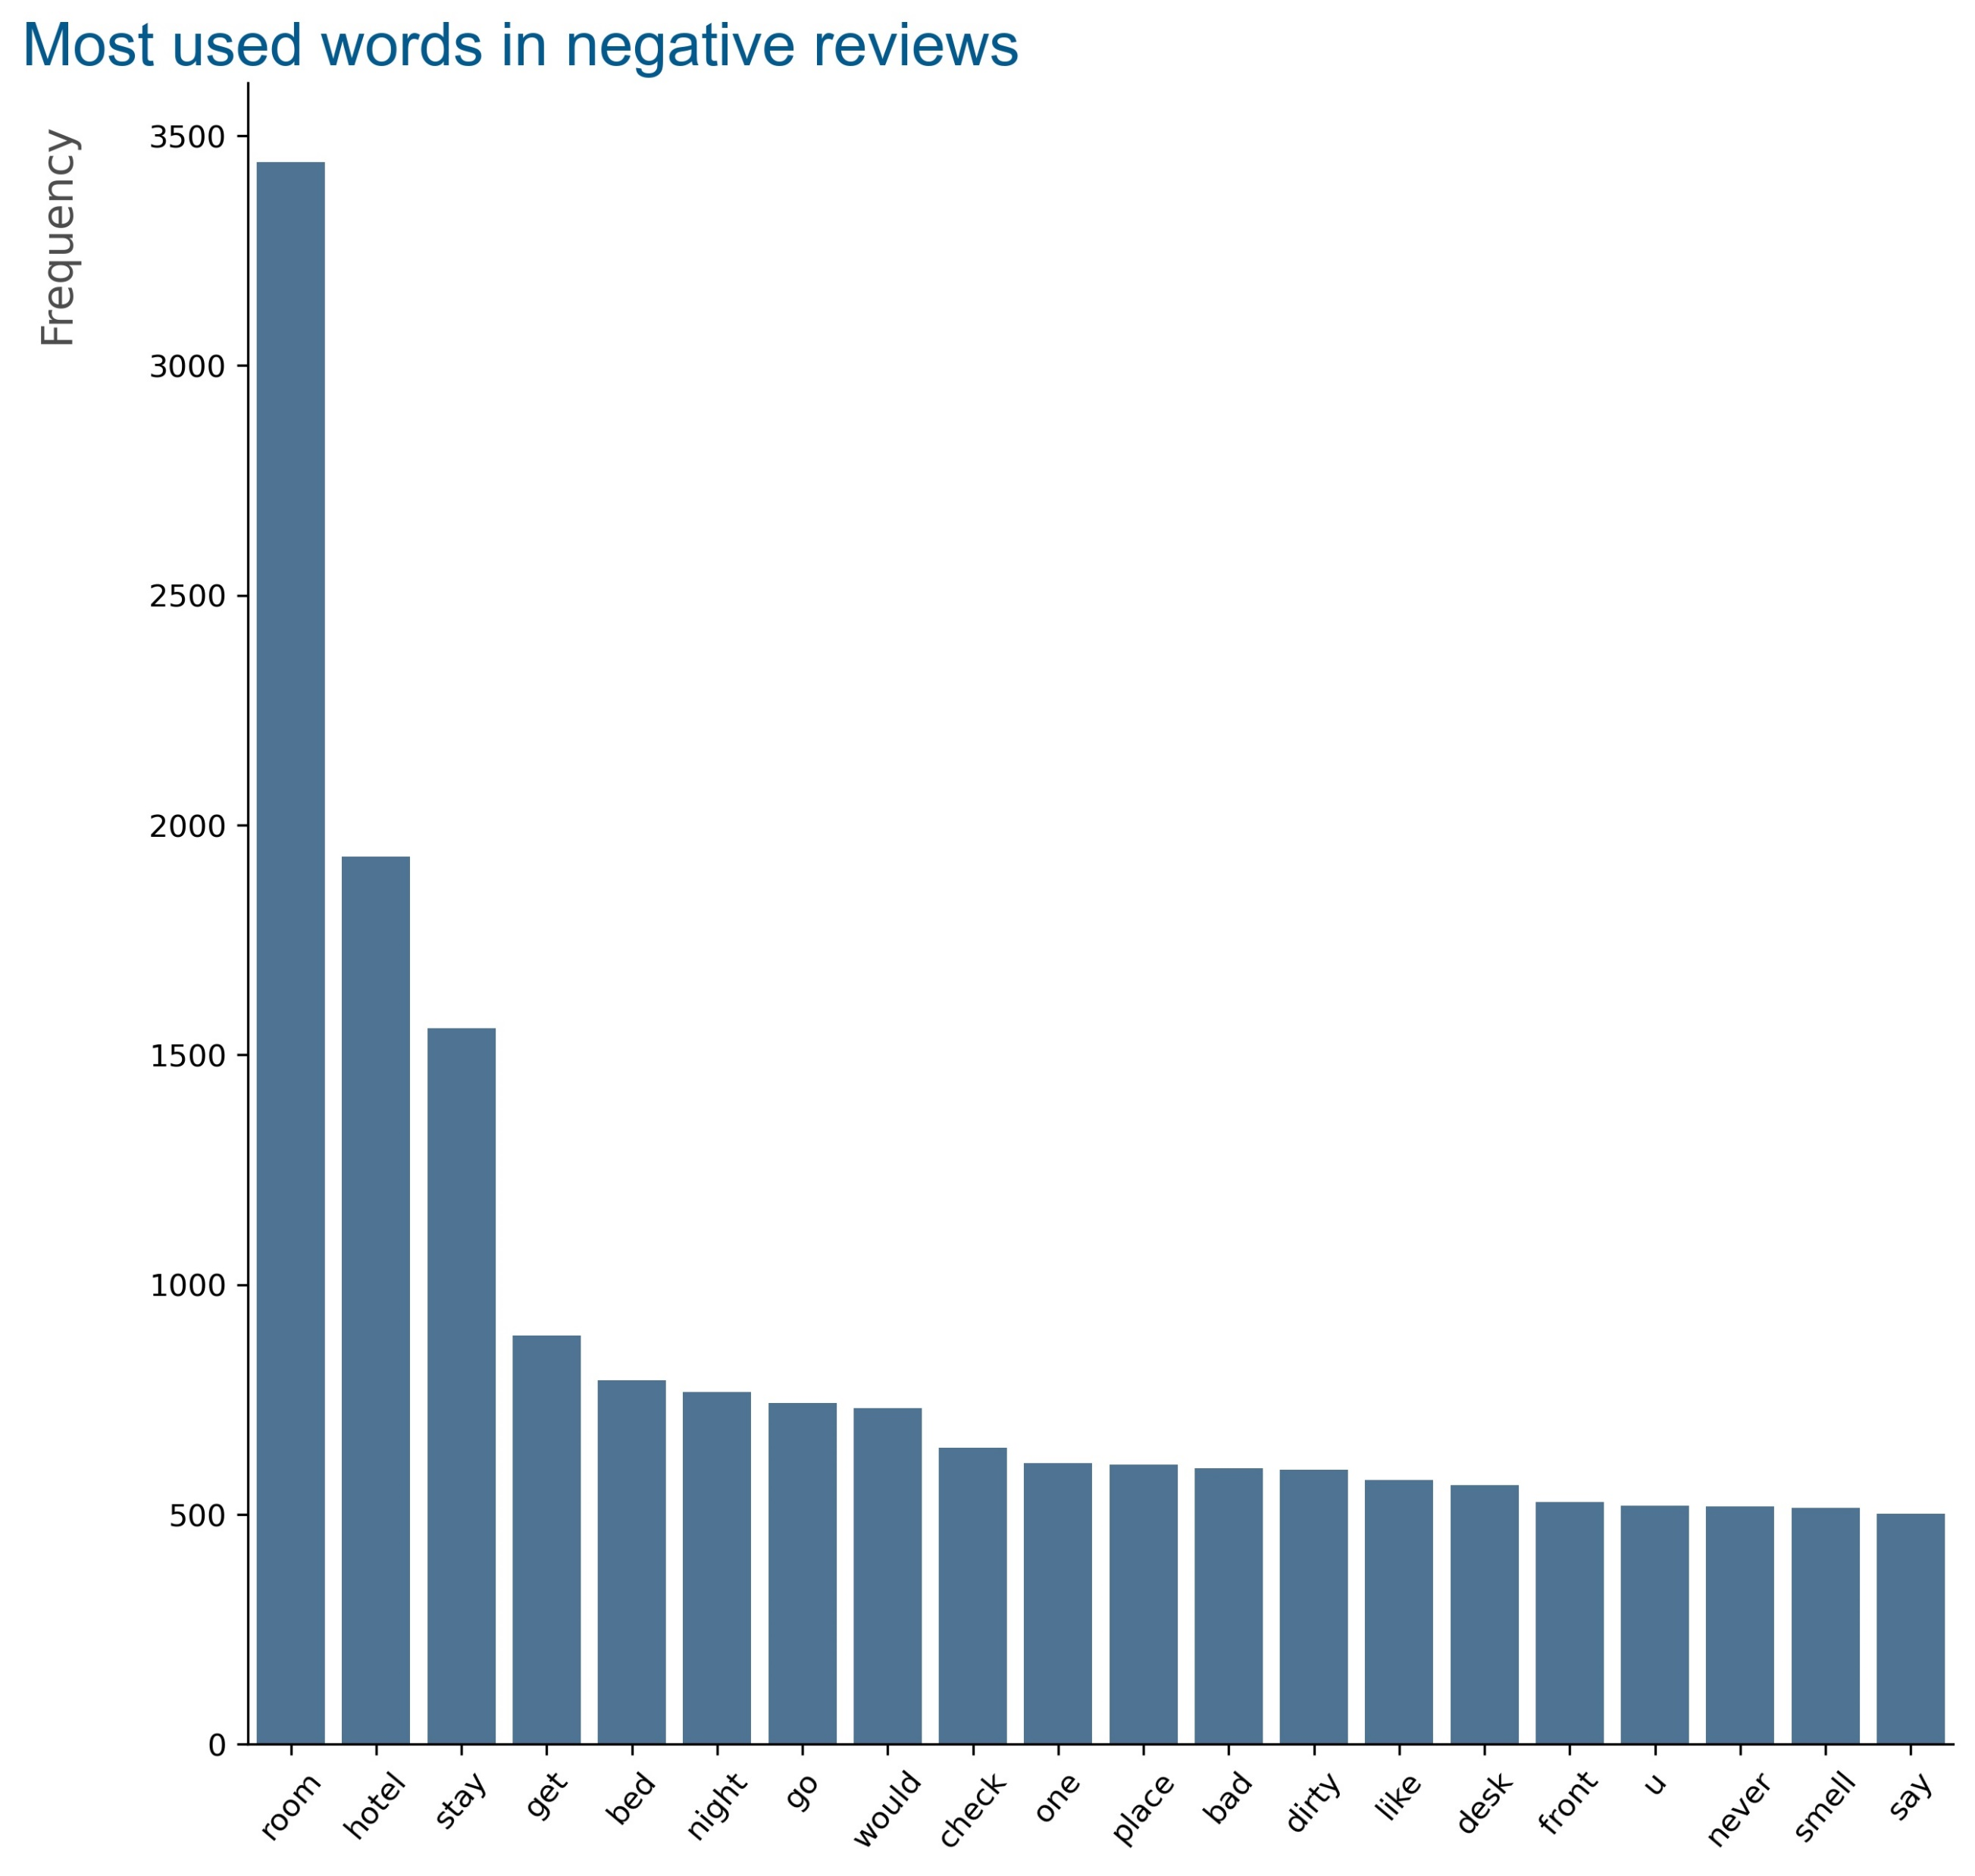 Most used words in negative reviews
Frequency
3500
3000
2500
2000
1500
1000
500
0
room
hotel
stay
get
bed
night
go
would
check
one
place
bad
dirty
like
desk
front
u
never
smell
say